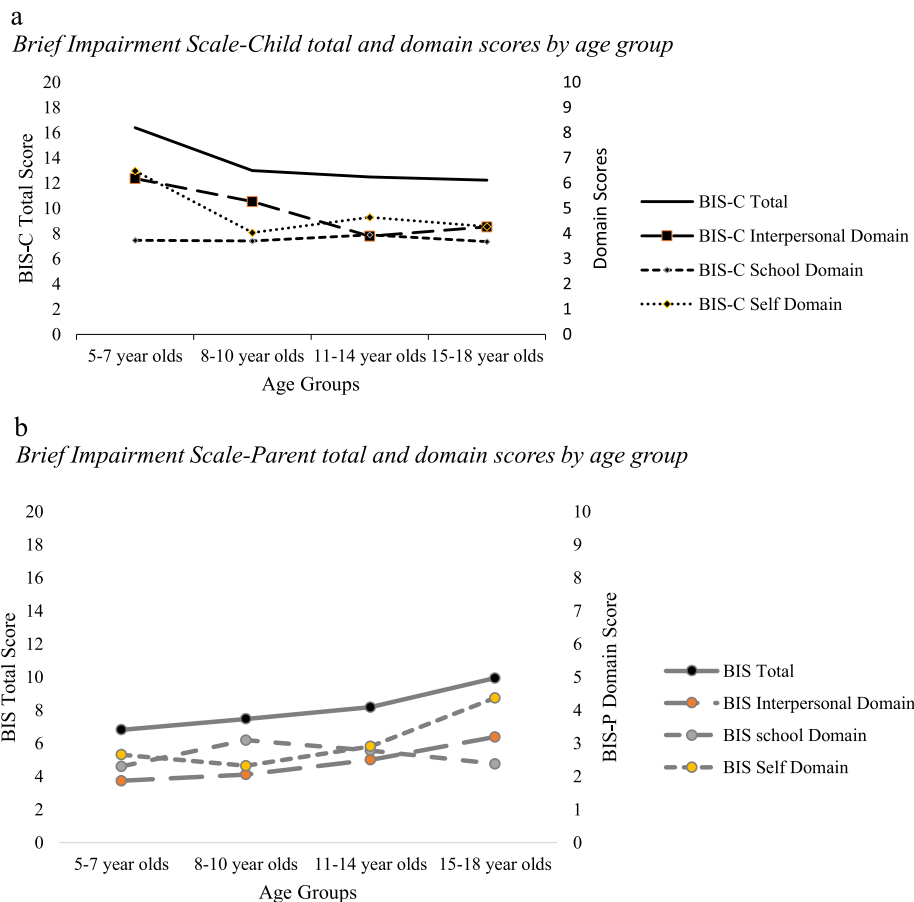 a
Brief Impairment Scale-Child total and domain scores by age group
20
18
16
14
12
10
8
6
4
2
0
BIS-C Total Score
10
9
8
7
6
5
4
3
2
1
0
Domain Scores
5-7 year olds
8-10 year olds
11-14 year olds
15-18 year olds
Age Groups
BIS-C Total
BIS-C Interpersonal Domain
BIS-C School Domain
BIS-C Self Domain
b
Brief Impairment Scale-Parent total and domain scores by age group
20
18
16
14
12
10
8
6
4
2
0
BIS Total Score
10
9
8
7
6
5
4
3
2
1
0
BIS-P Domain Score
5-7 year olds
8-10 year olds
11-14 year olds
15-18 year olds
Age Groups
BIS Total
BIS Interpersonal Domain
BIS school Domain
BIS Self Domain